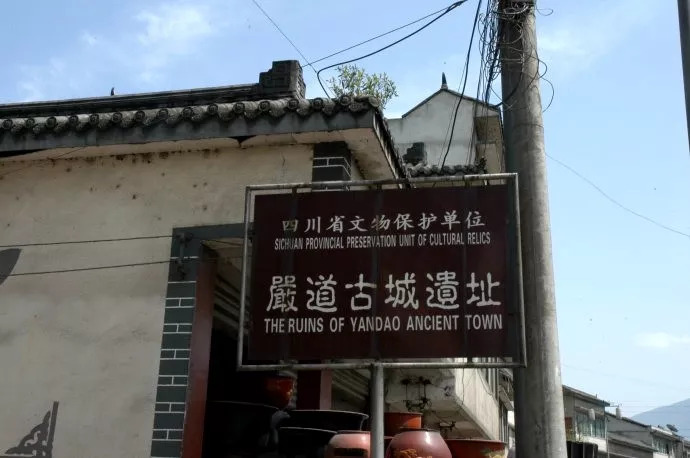 四川省文物保护单位
SICHUAN PROVINCIAL PRESERVATION UNIT OF CULTURAL RELICS
嚴道古城遺址
THE RUINS OF YANDAO ANCIENT TOWN